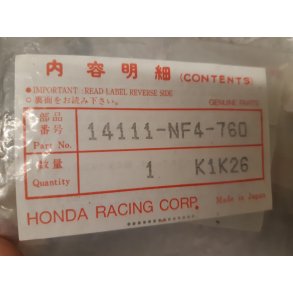 内容明細 (CONTENTS)
●IMPORTANT :READ LABEL REVERSE SIDE
○裏面をお読み下さい。 GENUINE PARTS
部品番号 Part No. 14111-NF4-760
数量 Quantity 1 K1K26
HONDA RACING CORP. Made in Japan